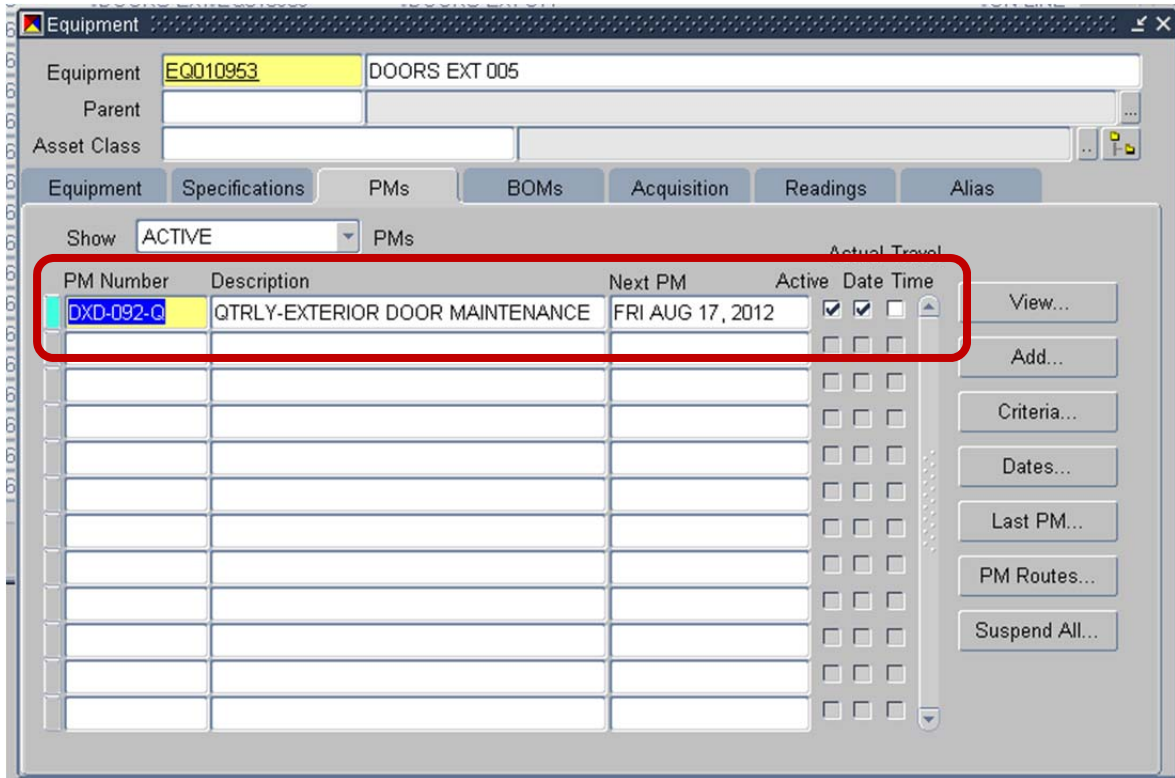 Equipment
Equipment EQ010953 DOORS EXT 005
Parent ...
Asset Class ..
Equipment Specifications PMs BOMs Acquisition Readings Alias
Show ACTIVE PMs
Actual Travel
PM Number Description Next PM Active Date Time
DXD-092-Q QTRLY-EXTERIOR DOOR MAINTENANCE FRI AUG 17, 2012
View...
Add...
Criteria...
Dates...
Last PM...
PM Routes...
Suspend All...